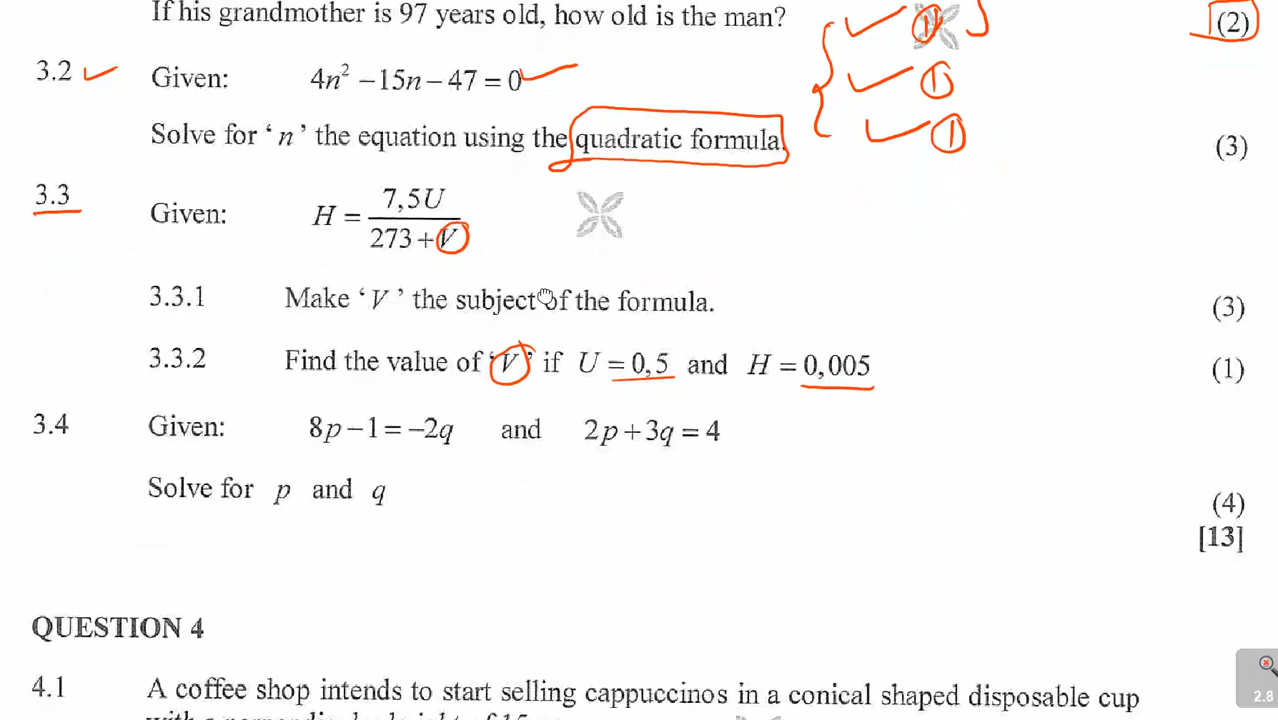 If his grandmother is 97 years old, how old is the man? (2)
3.2 Given: 4n² − 15n − 47 = 0
Solve for ‘n’ the equation using the quadratic formula. (3)
3.3 Given: H = 7,5U / 273 + V
3.3.1 Make ‘V’ the subject of the formula. (3)
3.3.2 Find the value of ‘V’ if U = 0,5 and H = 0,005 (1)
3.4 Given: 8p − 1 = −2q and 2p + 3q = 4
Solve for p and q (4)
[13]
QUESTION 4
4.1 A coffee shop intends to start selling cappuccinos in a conical shaped disposable cup
1
1
1
2.8